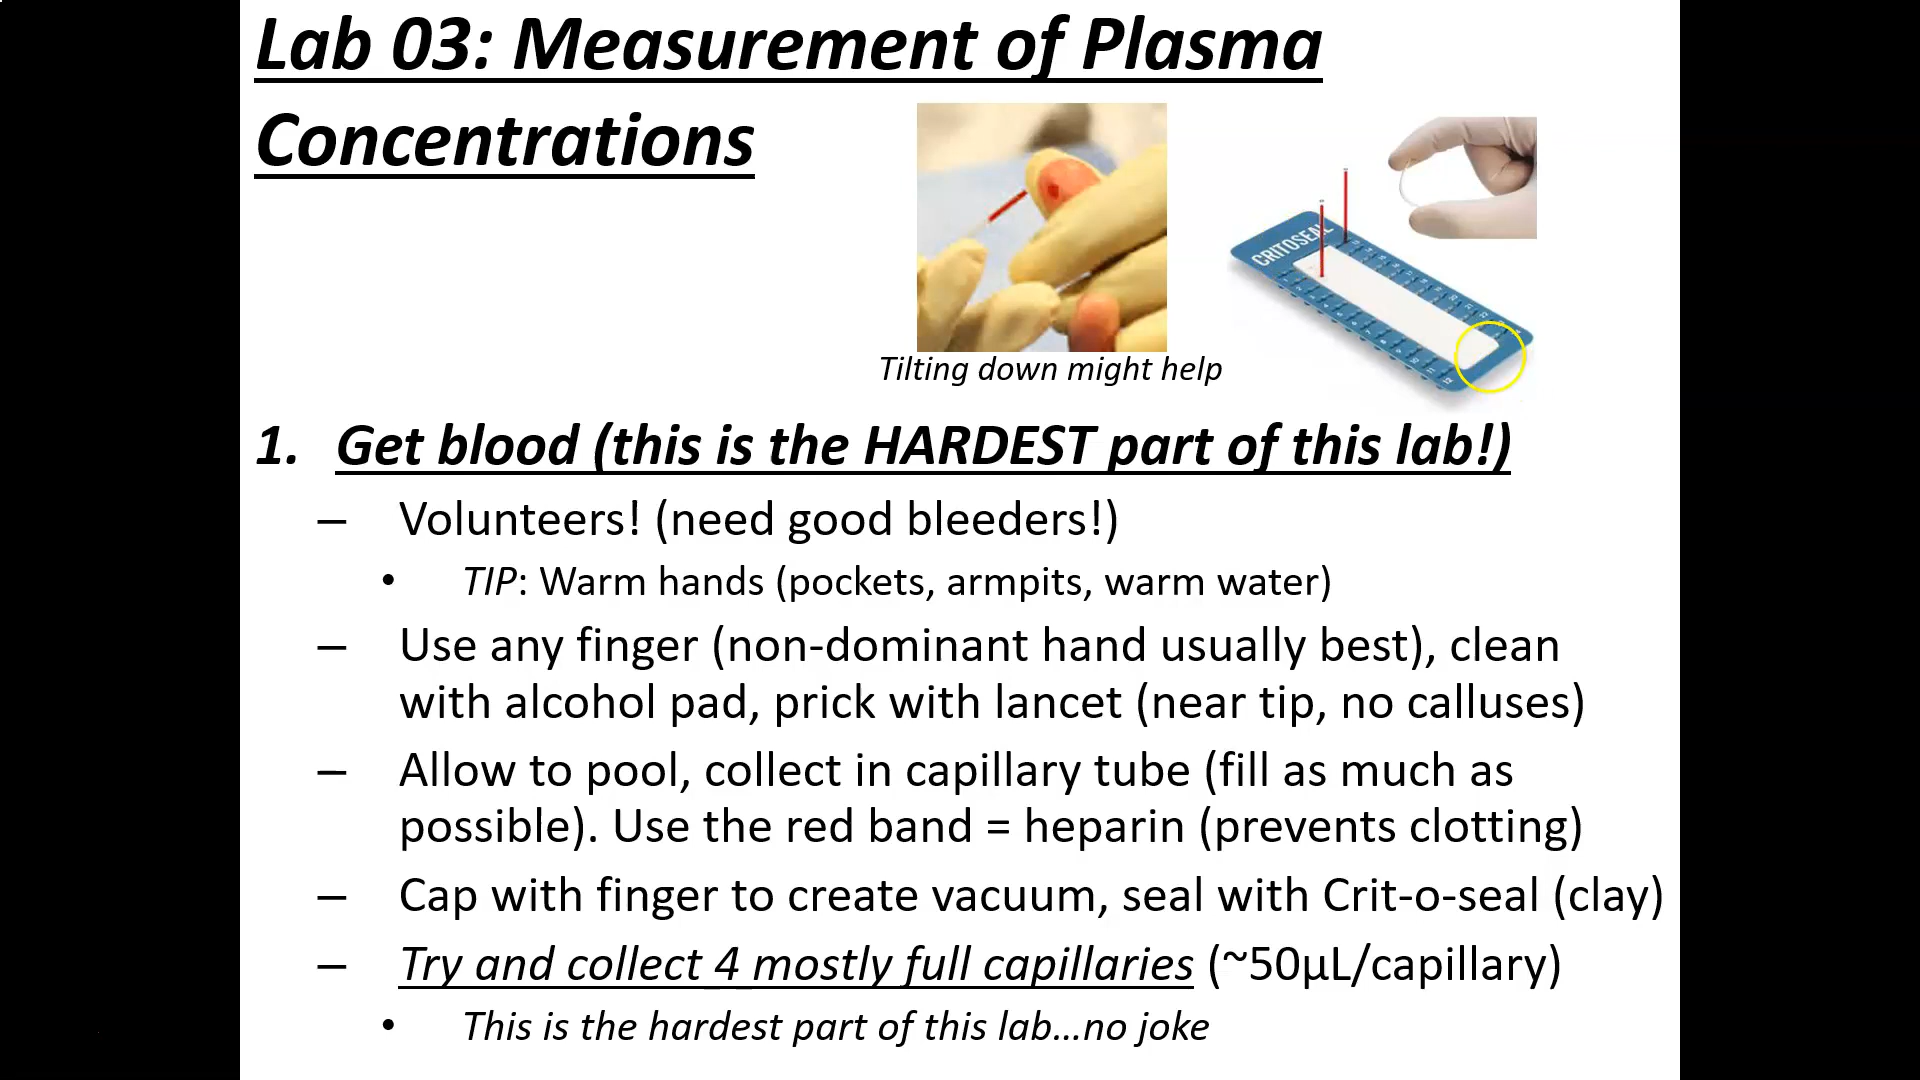 Lab 03: Measurement of Plasma
Concentrations
CRITOSEAL
Tilting down might help
1. Get blood (this is the HARDEST part of this lab!)
– Volunteers! (need good bleeders!)
• TIP: Warm hands (pockets, armpits, warm water)
– Use any finger (non-dominant hand usually best), clean
with alcohol pad, prick with lancet (near tip, no calluses)
– Allow to pool, collect in capillary tube (fill as much as
possible). Use the red band = heparin (prevents clotting)
– Cap with finger to create vacuum, seal with Crit-o-seal (clay)
– Try and collect 4 mostly full capillaries (~50µL/capillary)
• This is the hardest part of this lab…no joke